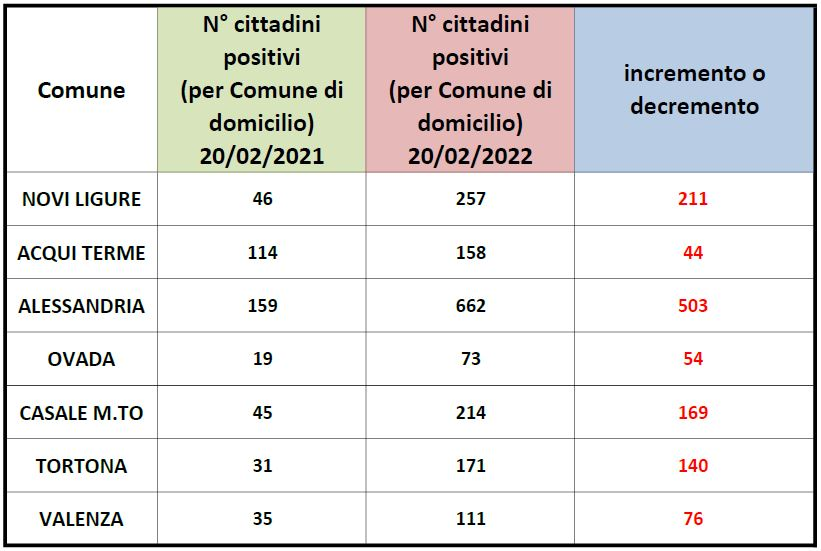 Comune
N° cittadini
positivi
(per Comune di
domicilio)
20/02/2021
N° cittadini
positivi
(per Comune di
domicilio)
20/02/2022
incremento o
decremento
NOVI LIGURE 46 257 211
ACQUI TERME 114 158 44
ALESSANDRIA 159 662 503
OVADA 19 73 54
CASALE M.TO 45 214 169
TORTONA 31 171 140
VALENZA 35 111 76